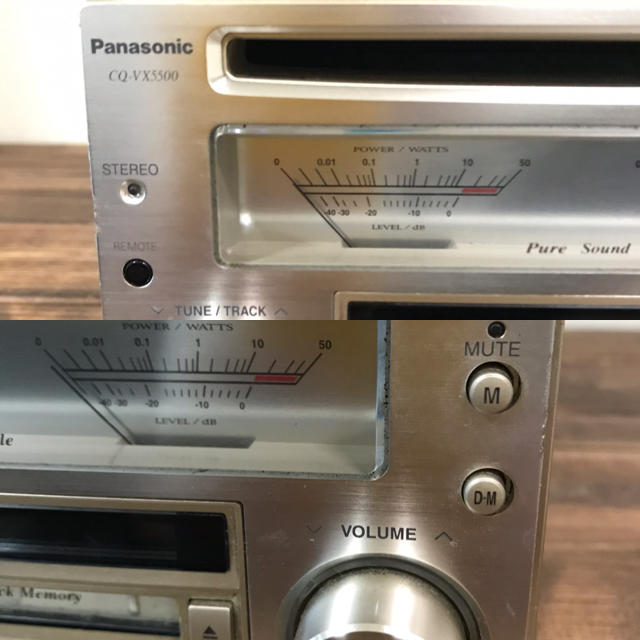 Panasonic
CQ-VX5500
POWER / WATTS
0 0.01 0.1 1 10 50
STEREO
-40 -30 -20 -10 0
LEVEL / dB
REMOTE
Pure Sound
TUNE / TRACK
POWER / WATTS
0 0.01 0.1 1 10 50
MUTE
M
-30 -20 -10 0
LEVEL / dB
le
D·M
VOLUME
ck Memory